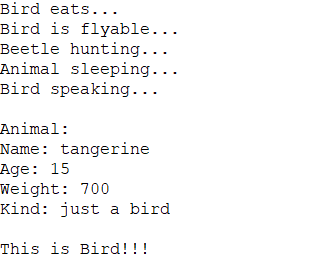 Bird eats...
Bird is flyable...
Beetle hunting...
Animal sleeping...
Bird speaking...

Animal:
Name: tangerine
Age: 15
Weight: 700
Kind: just a bird

This is Bird!!!